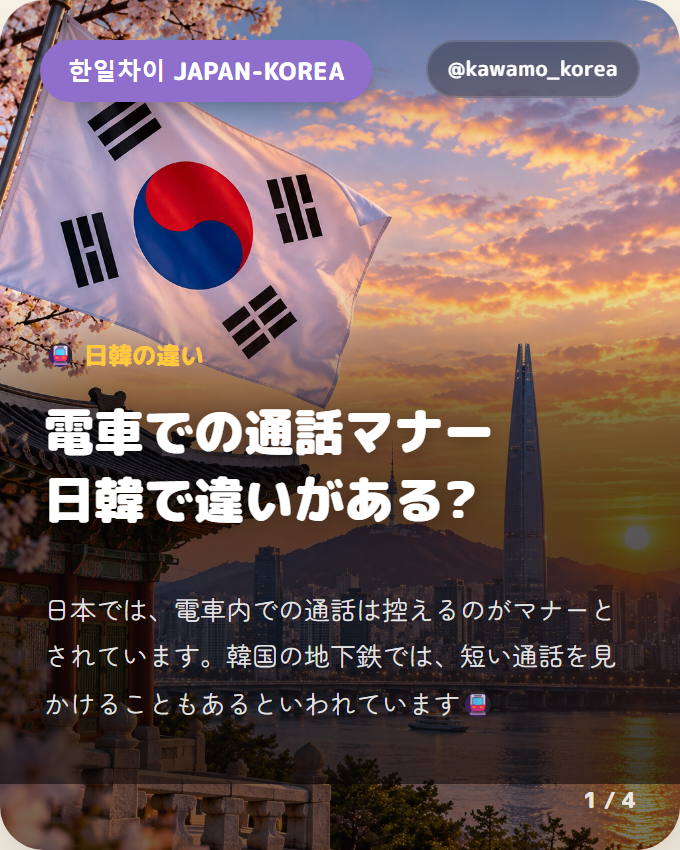 한일차이 JAPAN-KOREA
@kawamo_korea
日韓の違い
電車での通話マナー
日韓で違いがある?
日本では、電車内での通話は控えるのがマナーと
されています。韓国の地下鉄では、短い通話を見
かけることもあるといわれています
1 / 4